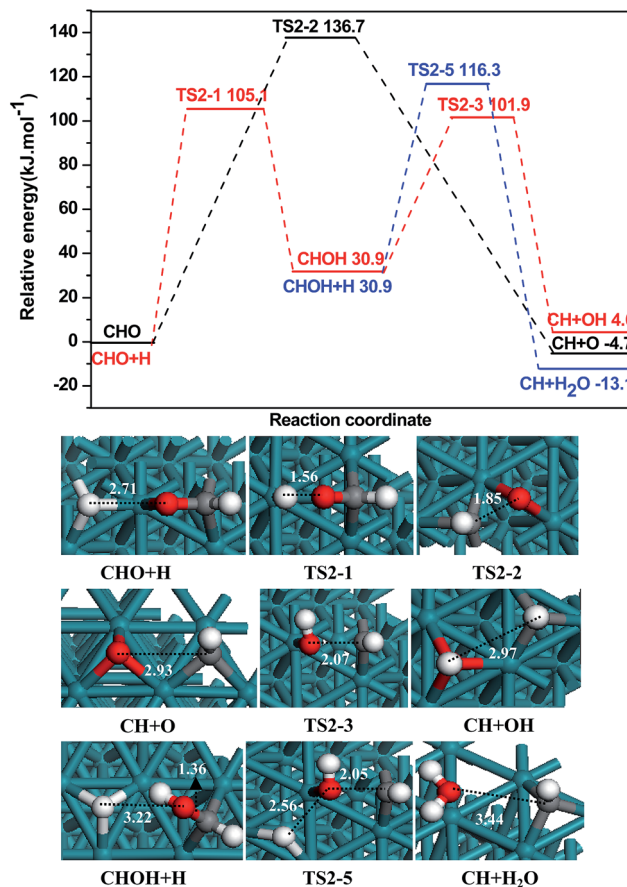 TS2-2 136.7
TS2-5 116.3
TS2-1 105.1
TS2-3 101.9
CHOH 30.9
CHOH+H 30.9
CHO
CHO+H
CH+OH 4.0
CH+O -4.7
CH+H₂O -13.1
140
120
100
80
60
40
20
0
-20
Relative energy(kJ.mol⁻¹)
Reaction coordinate
2.71
1.56
1.85
CHO+H
TS2-1
TS2-2
2.93
2.07
2.97
CH+O
TS2-3
CH+OH
1.36
3.22
2.05
2.56
3.44
CHOH+H
TS2-5
CH+H₂O